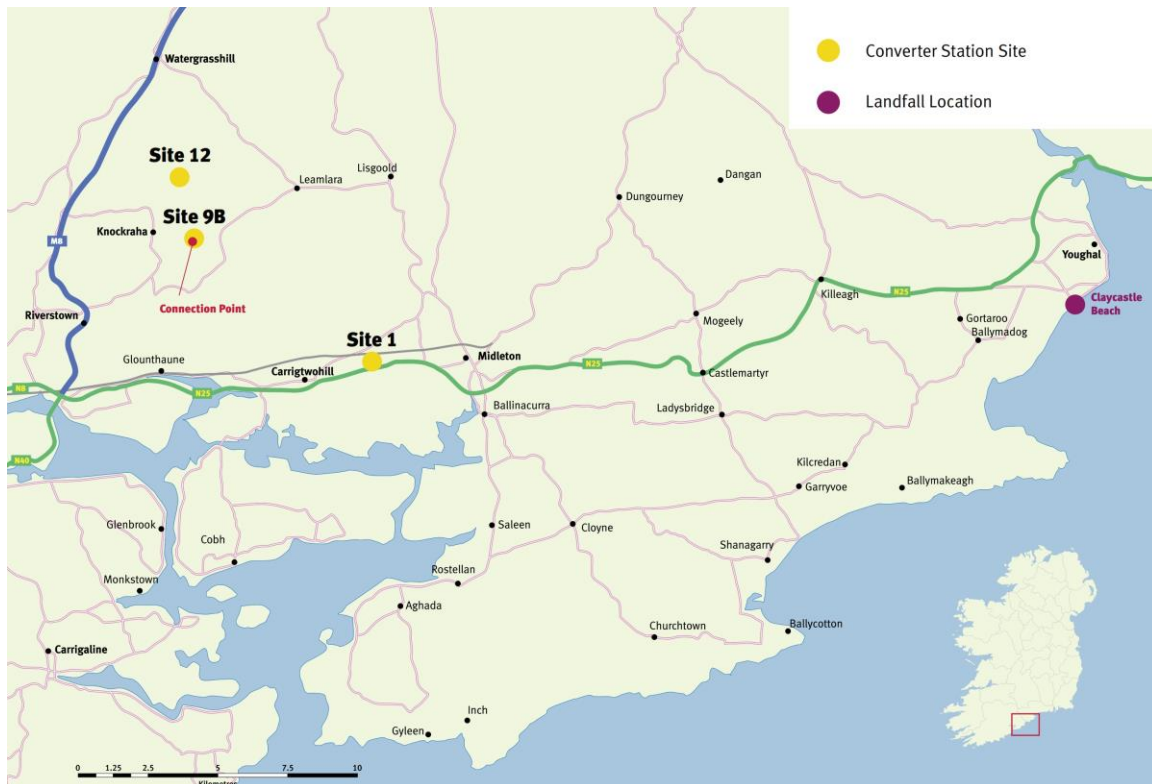 Converter Station Site
Landfall Location
Watergrasshill
Site 12
Lisgoold
Leamlara
Dangan
Dungourney
Site 9B
Knockraha
M8
Youghal
Connection Point
Killeagh
N25
Claycastle
Beach
Riverstown
Mogeely
Gortaroo
Ballymadog
Site 1
Glounthaune
Midleton
Carrigtwohill
N25
Castlemartyr
N8
N25
Ballinacurra
Ladysbridge
N40
Kilcredan
Garryvoe
Ballymakeagh
Glenbrook
Saleen
Cloyne
Cobh
Shanagarry
Monkstown
Rostellan
Aghada
Churchtown
Ballycotton
Carrigaline
Inch
Gyleen
0 1.25 2.5 5 7.5 10
Kilometres